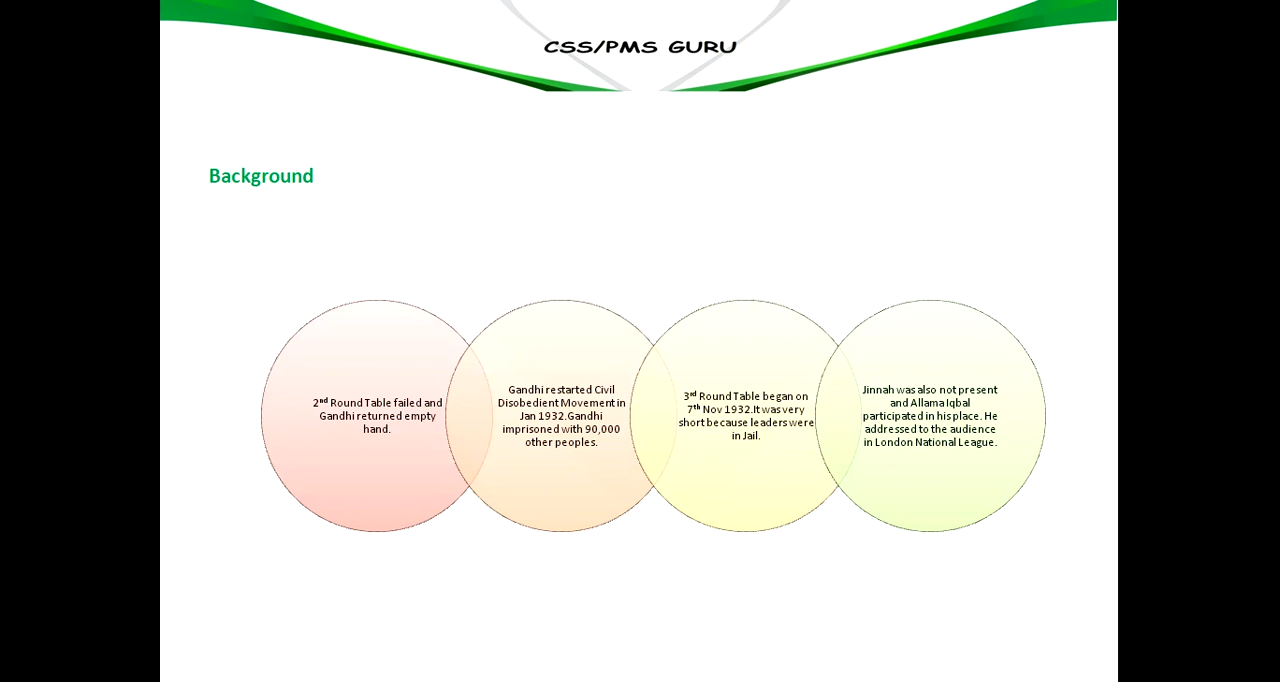 CSS/PMS GURU
Background
2nd Round Table failed and
Gandhi returned empty
hand.
Gandhi restarted Civil
Disobedient Movement in
Jan 1932.Gandhi
imprisoned with 90,000
other peoples.
3rd Round Table began on
7th Nov 1932.It was very
short because leaders were
in Jail.
Jinnah was also not present
and Allama Iqbal
participated in his place. He
addressed to the audience
in London National League.